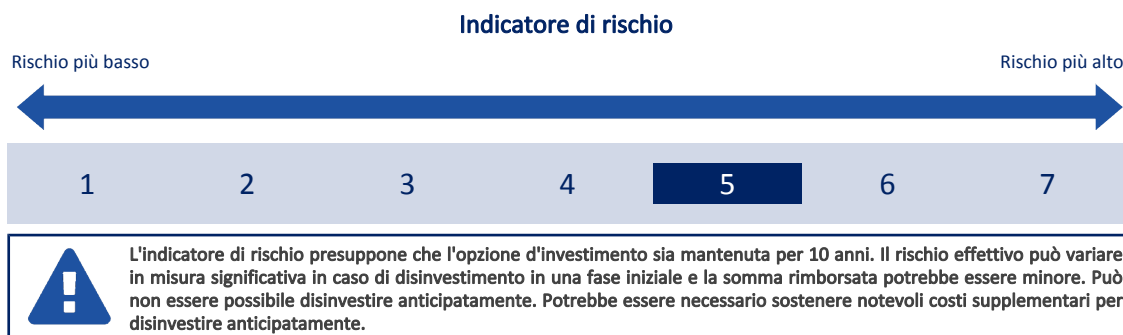 Indicatore di rischio
Rischio più basso
Rischio più alto
1 2 3 4 5 6 7
L'indicatore di rischio presuppone che l'opzione d'investimento sia mantenuta per 10 anni. Il rischio effettivo può variare
in misura significativa in caso di disinvestimento in una fase iniziale e la somma rimborsata potrebbe essere minore. Può
non essere possibile disinvestire anticipatamente. Potrebbe essere necessario sostenere notevoli costi supplementari per
disinvestire anticipatamente.